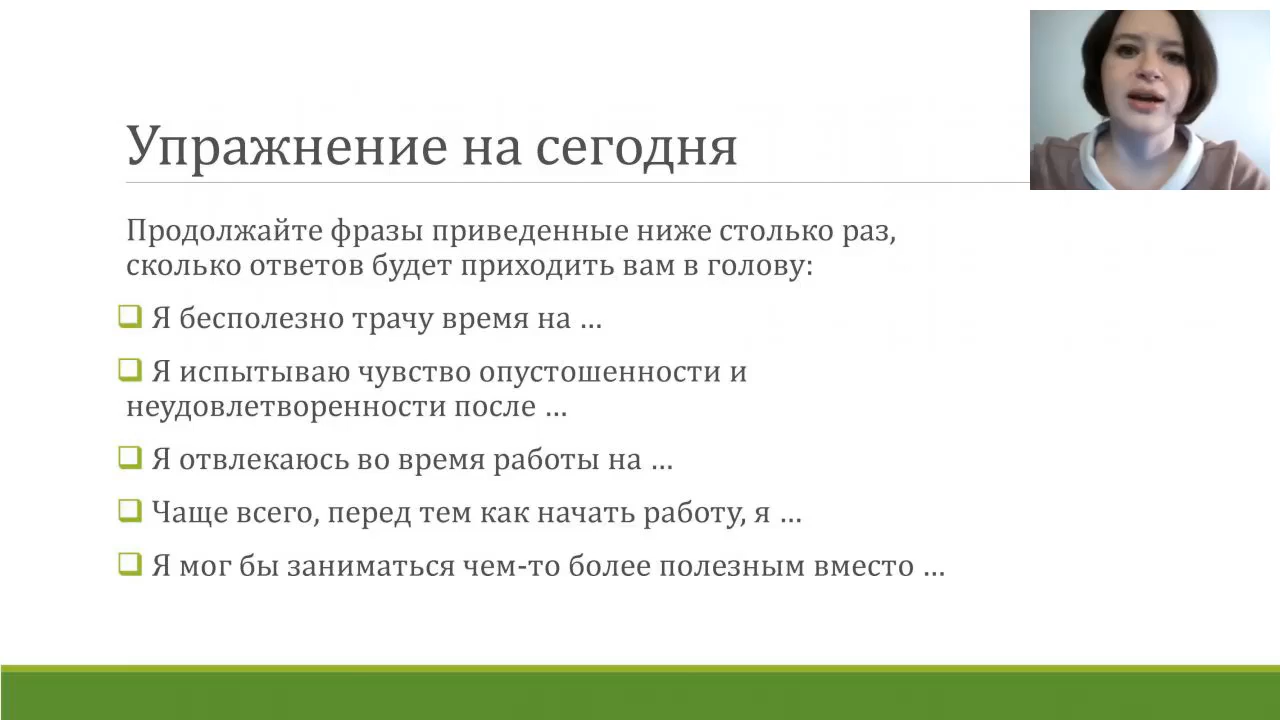 Упражнение на сегодня
Продолжайте фразы приведенные ниже столько раз,
сколько ответов будет приходить вам в голову:
Я бесполезно трачу время на ...
Я испытываю чувство опустошенности и
неудовлетворенности после ...
Я отвлекаюсь во время работы на ...
Чаще всего, перед тем как начать работу, я ...
Я мог бы заниматься чем-то более полезным вместо ...